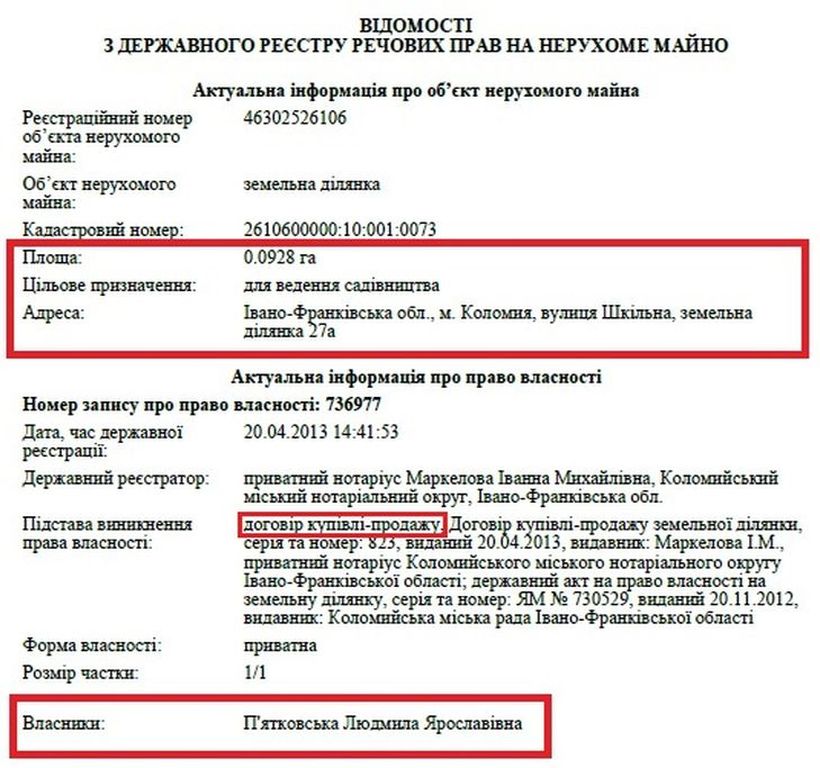 ВІДОМОСТІ
З ДЕРЖАВНОГО РЕЄСТРУ РЕЧОВИХ ПРАВ НА НЕРУХОМЕ МАЙНО
Актуальна інформація про об’єкт нерухомого майна
Реєстраційний номер 46302526106
об’єкта нерухомого
майна:
Об’єкт нерухомого земельна ділянка
майна:
Кадастровий номер: 2610600000:10:001:0073
Площа: 0.0928 га
Цільове призначення: для ведення садівництва
Адреса: Івано-Франківська обл., м. Коломия, вулиця Шкільна, земельна
ділянка 27а
Актуальна інформація про право власності
Номер запису про право власності: 736977
Дата, час державної 20.04.2013 14:41:53
реєстрації:
Державний реєстратор: приватний нотаріус Маркелова Іванна Михайлівна, Коломийський
міський нотаріальний округ, Івано-Франківська обл.
Підстава виникнення договір купівлі-продажу, Договір купівлі-продажу земельної ділянки,
права власності: серія та номер: 823, виданий 20.04.2013, видавник: Маркелова І.М.,
приватний нотаріус Коломийського міського нотаріального округу
Івано-Франківської області; державний акт на право власності на
земельну ділянку, серія та номер: ЯМ № 730529, виданий 20.11.2012,
видавник: Коломийська міська рада Івано-Франківської області
Форма власності: приватна
Розмір частки: 1/1
Власники: П'ятковська Людмила Ярославівна